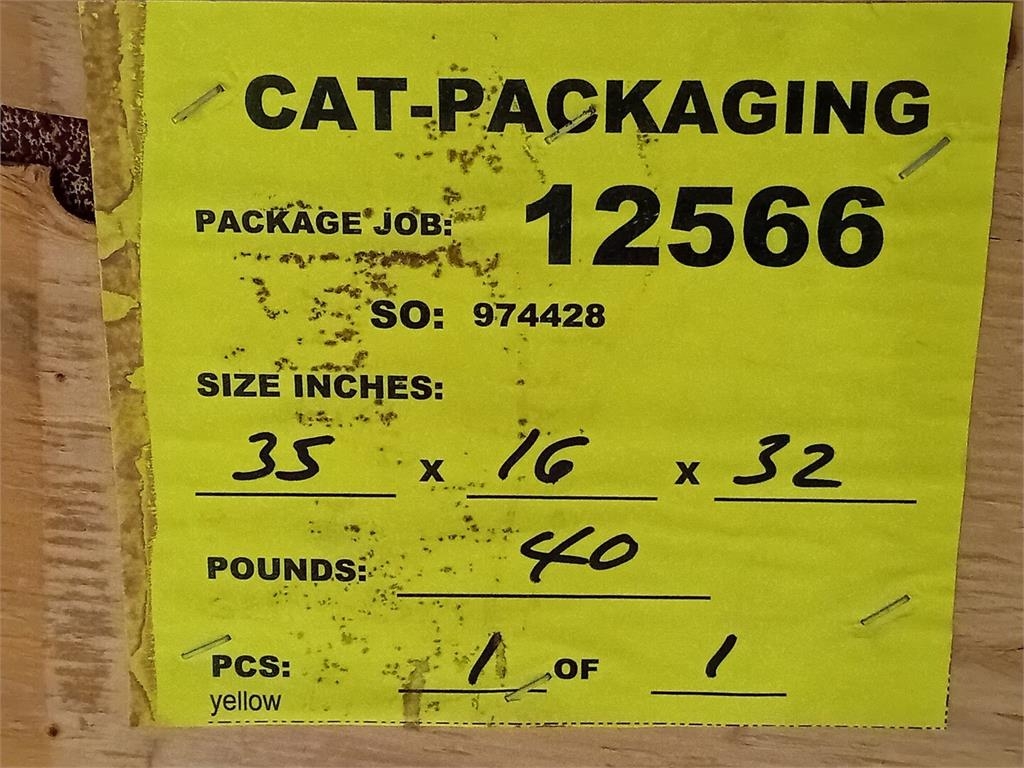 CAT-PACKAGING
PACKAGE JOB: 12566
SO: 974428
SIZE INCHES:
35 X 16 X 32
POUNDS: 40
PCS: 1 OF 1
yellow